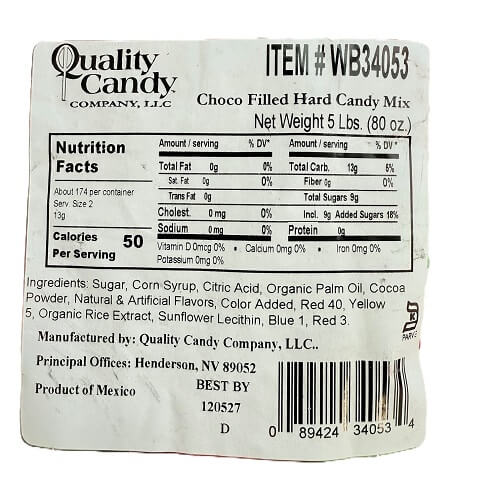 Quality
Candy
COMPANY, LLC
ITEM # WB34053
Choco Filled Hard Candy Mix
Net Weight 5 Lbs. (80 oz.)
Nutrition
Facts
About 174 per container
Serv. Size 2
13g
Calories
Per Serving 50
Amount / serving % DV*
Total Fat 0g 0%
Sat. Fat 0g 0%
Trans Fat 0g
Cholest. 0 mg 0%
Sodium 0 mg 0%
Amount / serving % DV*
Total Carb. 13g 6%
Fiber 0g 0%
Total Sugars 9g
Incl. 9g Added Sugars 18%
Protein 0g
Vitamin D 0mcg 0% • Calcium 0mg 0% • Iron 0mg 0%
Potassium 0mg 0%
Ingredients: Sugar, Corn Syrup, Citric Acid, Organic Palm Oil, Cocoa
Powder, Natural & Artificial Flavors, Color Added, Red 40, Yellow
5, Organic Rice Extract, Sunflower Lecithin, Blue 1, Red 3.
K
PARVE
Manufactured by: Quality Candy Company, LLC..
Principal Offices: Henderson, NV 89052
Product of Mexico
BEST BY
120527
D
0 89424 34053 4